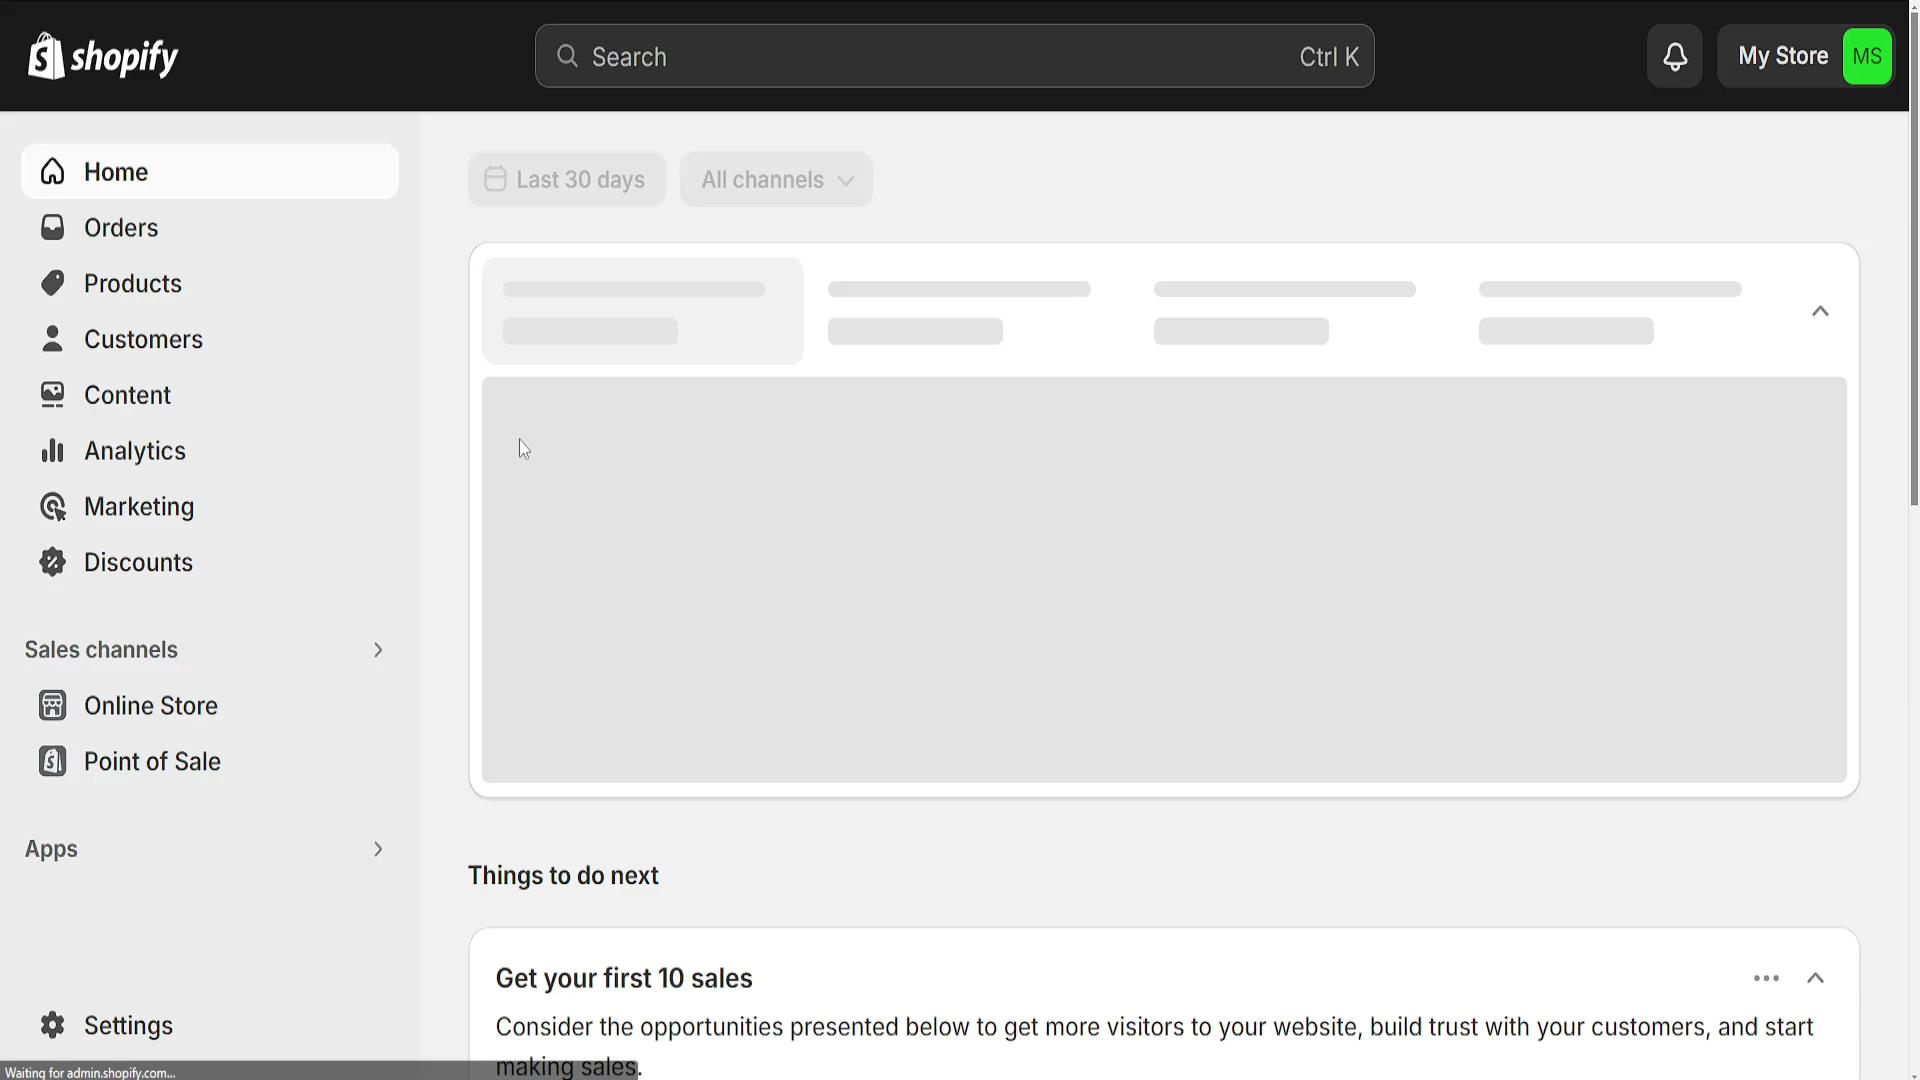 shopify
Search
Ctrl K
My Store
MS
Home
Orders
Products
Customers
Content
Analytics
Marketing
Discounts
Sales channels
Online Store
Point of Sale
Apps
Settings
Last 30 days
All channels
Things to do next
Get your first 10 sales
Consider the opportunities presented below to get more visitors to your website, build trust with your customers, and start
making sales.
Waiting for admin.shopify.com...